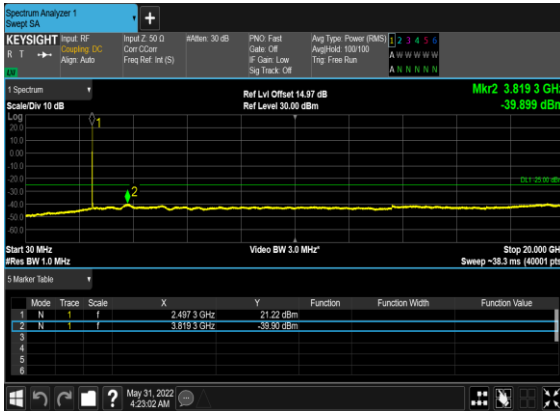 Spectrum Analyzer 1
Swept SA
+
KEYSIGHT Input: RF Input Z: 50 Ω #Atten: 30 dB PNO: Fast Avg Type: Power (RMS) 1 2 3 4 5 6
R T Coupling: DC Corr CCorr Gate: Off Avg|Hold: 100/100 A W W W W W
Align: Auto Freq Ref: Int (S) IF Gain: Low Trig: Free Run
Sig Track: Off A N N N N N
1 Spectrum Ref Lvl Offset 14.97 dB Mkr2 3.819 3 GHz
Scale/Div 10 dB Ref Level 30.00 dBm -39.899 dBm
Log
20.0
10.0
0.00
-10.0
-20.0
-30.0
-40.0
-50.0
-60.0
1
2
DL1 -25.00 dBm
Start 30 MHz Video BW 3.0 MHz* Stop 20.000 GHz
#Res BW 1.0 MHz Sweep ~38.3 ms (40001 pts)
5 Marker Table
Mode Trace Scale X Y Function Function Width Function Value
1 N 1 f 2.497 3 GHz 21.22 dBm
2 N 1 f 3.819 3 GHz -39.90 dBm
3
4
5
6
? May 31, 2022
4:23:02 AM